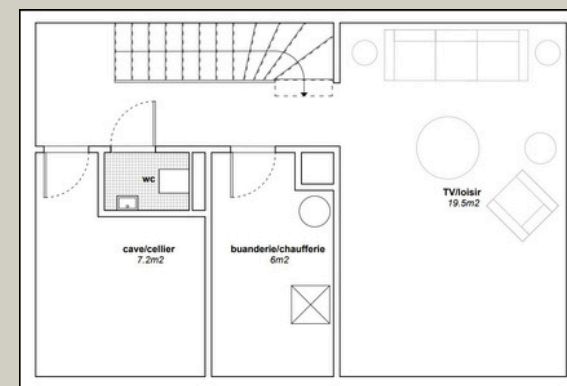 wc
TV/loisir
19.5m2
cave/cellier
7.2m2
buanderie/chaufferie
6m2